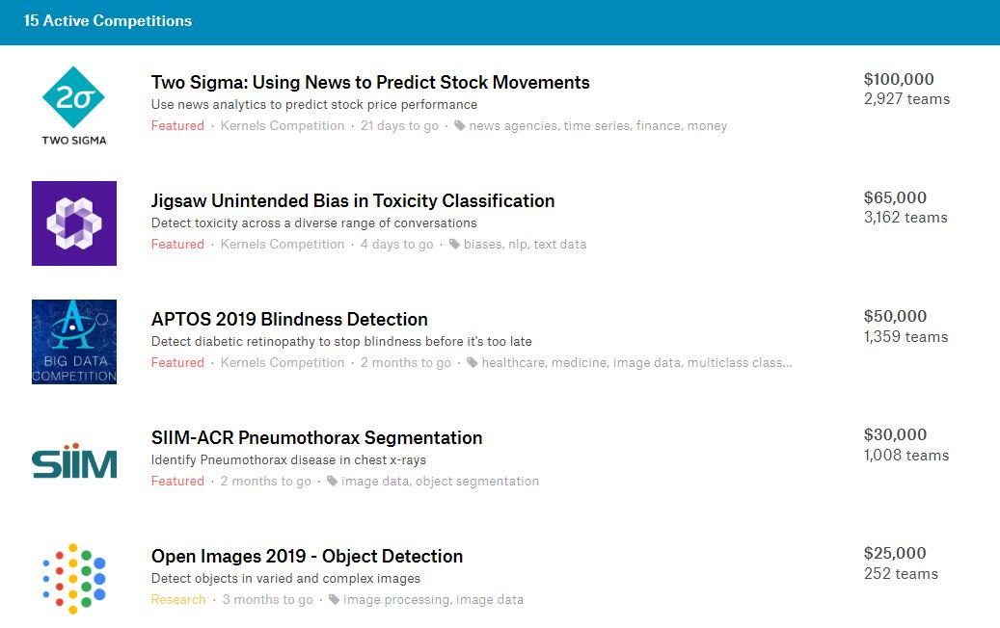 15 Active Competitions
2σ
TWO SIGMA
Two Sigma: Using News to Predict Stock Movements
Use news analytics to predict stock price performance
Featured · Kernels Competition · 21 days to go · news agencies, time series, finance, money
$100,000
2,927 teams
Jigsaw Unintended Bias in Toxicity Classification
Detect toxicity across a diverse range of conversations
Featured · Kernels Competition · 4 days to go · biases, nlp, text data
$65,000
3,162 teams
BIG DATA
COMPETITION
APTOS 2019 Blindness Detection
Detect diabetic retinopathy to stop blindness before it's too late
Featured · Kernels Competition · 2 months to go · healthcare, medicine, image data, multiclass class...
$50,000
1,359 teams
SIIM
SIIM-ACR Pneumothorax Segmentation
Identify Pneumothorax disease in chest x-rays
Featured · 2 months to go · image data, object segmentation
$30,000
1,008 teams
Open Images 2019 - Object Detection
Detect objects in varied and complex images
Research · 3 months to go · image processing, image data
$25,000
252 teams